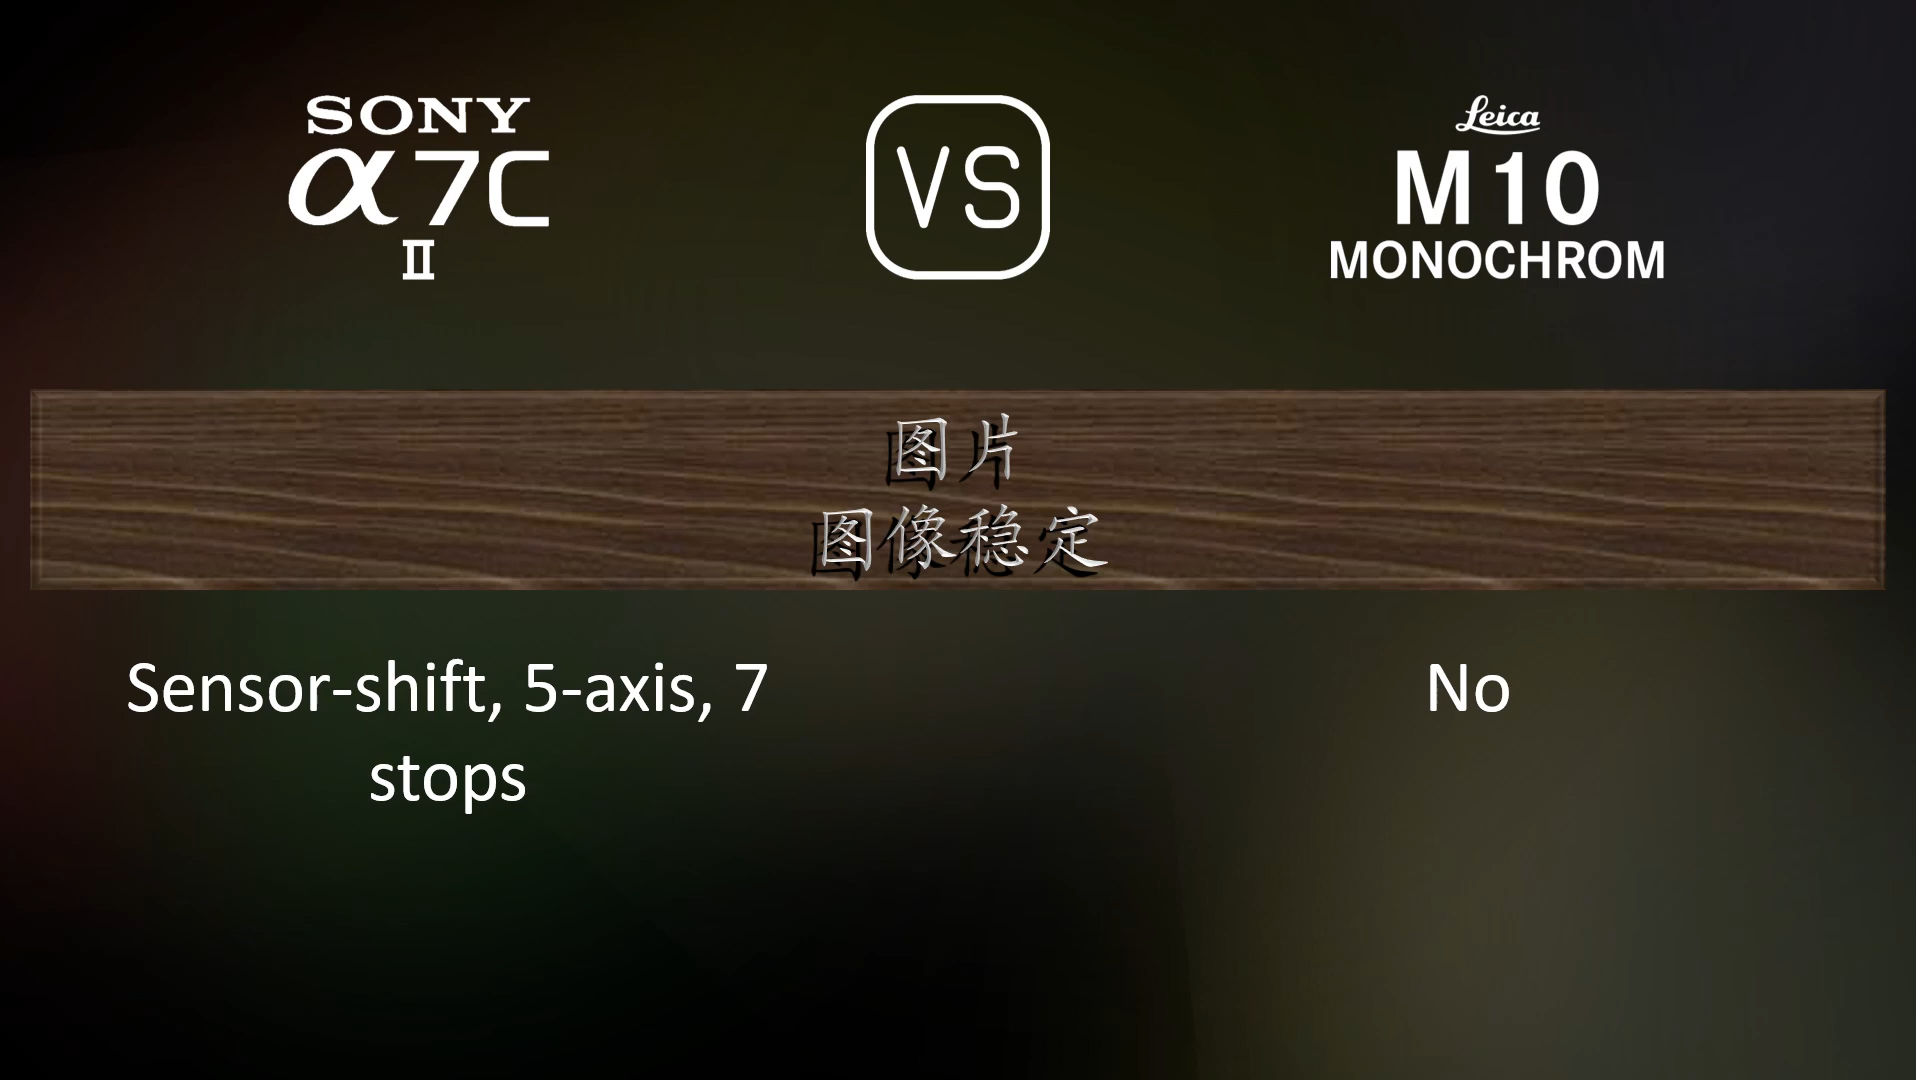 SONY
α7C
II
VS
Leica
M10
MONOCHROM
图片
图像稳定
Sensor-shift, 5-axis, 7
stops
No